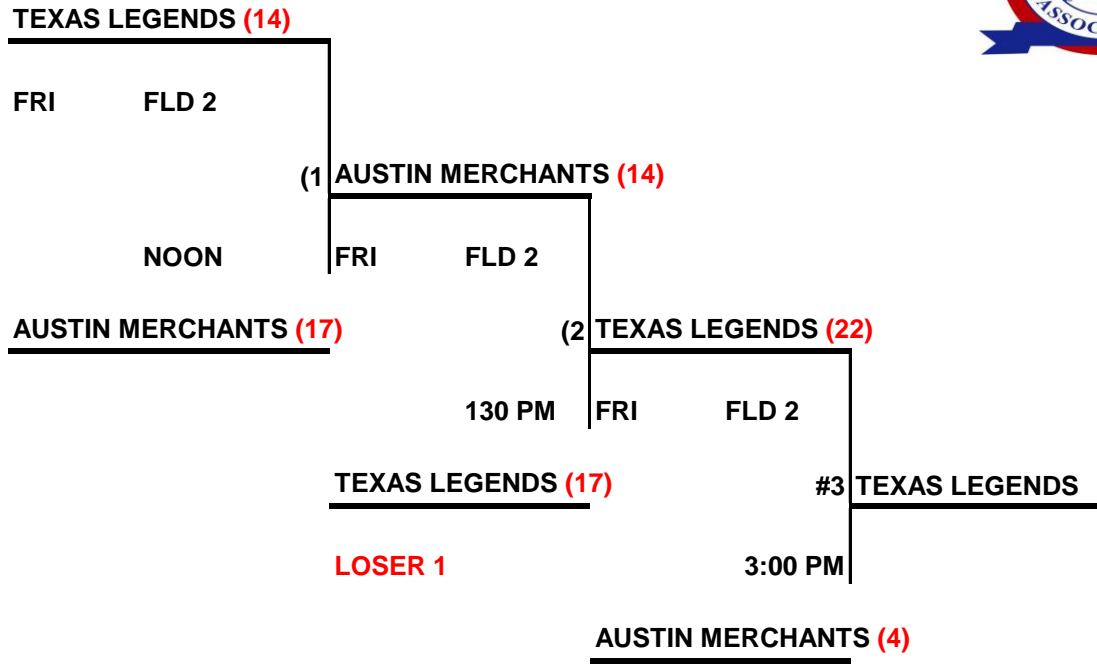 TEXAS LEGENDS (14)
FRI FLD 2
(1 AUSTIN MERCHANTS (14)
NOON FRI FLD 2
AUSTIN MERCHANTS (17) (2 TEXAS LEGENDS (22)
130 PM FRI FLD 2
TEXAS LEGENDS (17) #3 TEXAS LEGENDS
LOSER 1 3:00 PM
AUSTIN MERCHANTS (4)